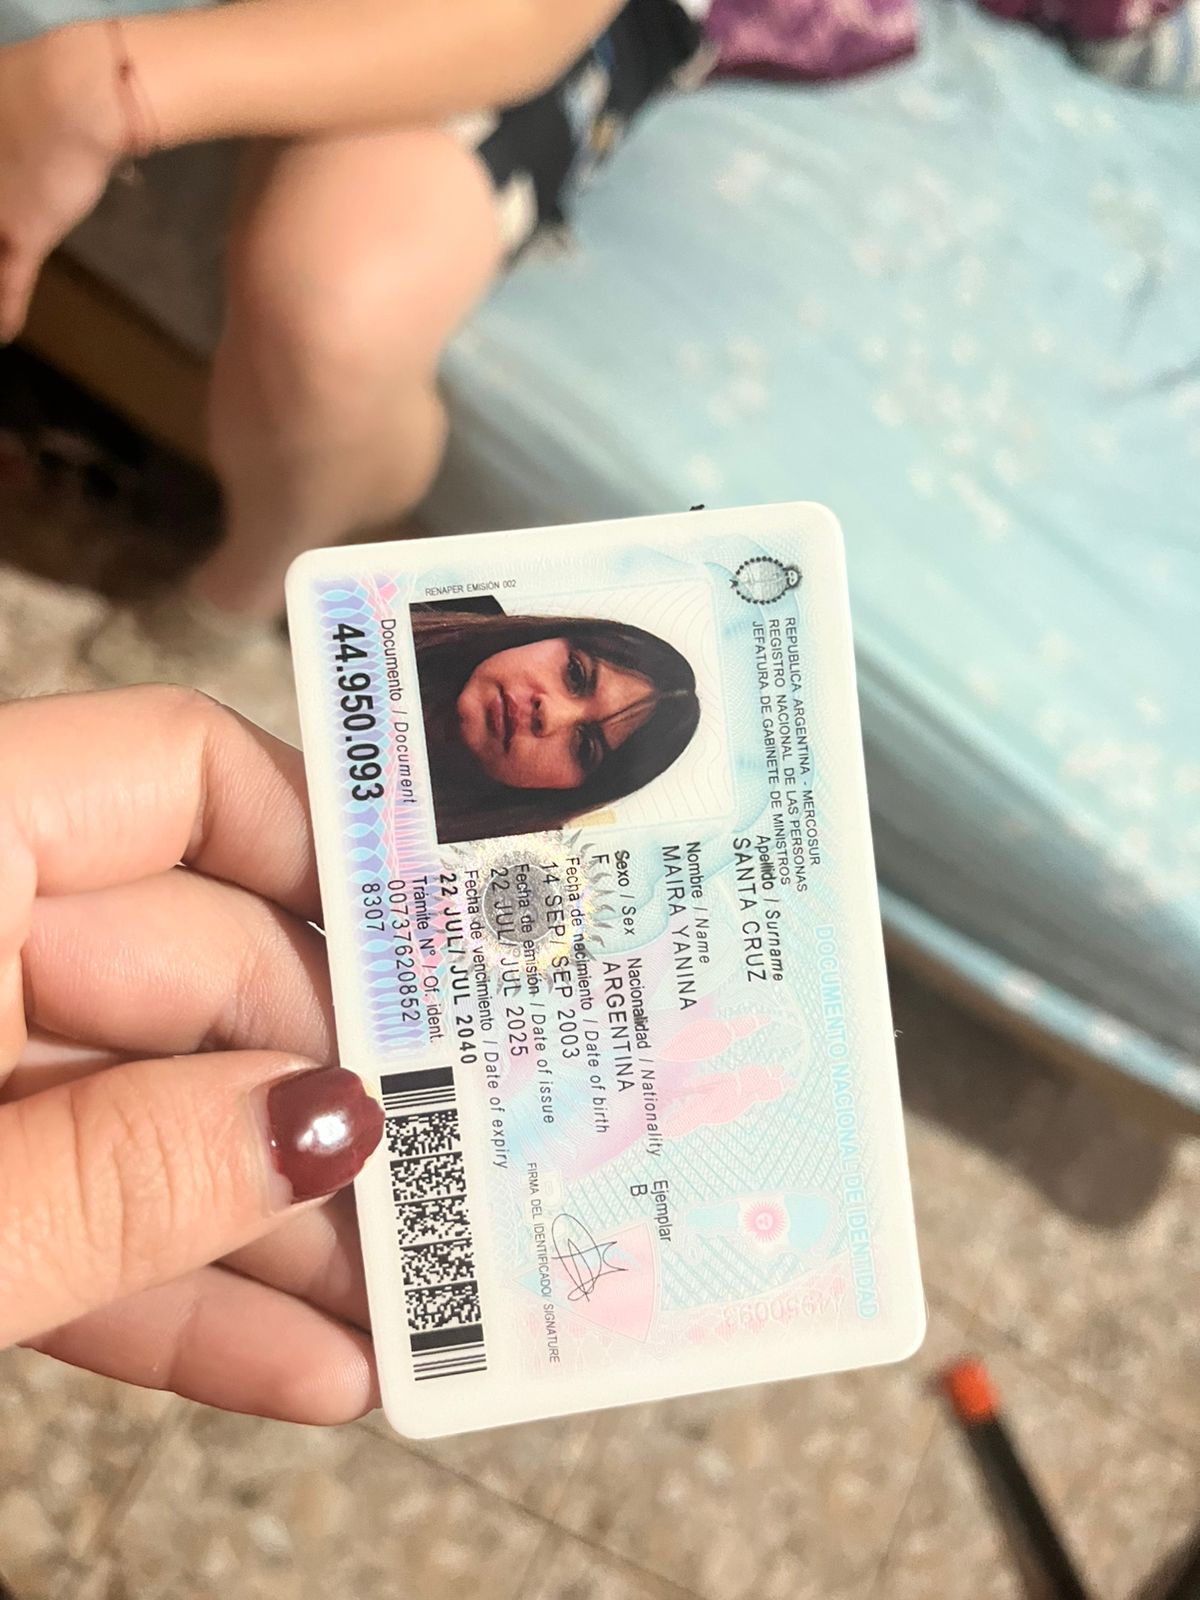 REPUBLICA ARGENTINA - MERCOSUR
REGISTRO NACIONAL DE LAS PERSONAS
JEFATURA DE GABINETE DE MINISTROS
DOCUMENTO NACIONAL DE IDENTIDAD
RENAPER EMISIÓN 002
Apellido / Surname
SANTA CRUZ
Nombre / Name
MAIRA YANINA
Sexo / Sex Nacionalidad / Nationality Ejemplar
F ARGENTINA B
Fecha de nacimiento / Date of birth
14 SEP/ SEP 2003
Fecha de emisión / Date of issue
22 JUL/ JUL 2025
Fecha de vencimiento / Date of expiry
22 JUL/ JUL 2040
FIRMA DEL IDENTIFICADO/ SIGNATURE
Documento / Document
44.950.093
Trámite N° / Of. ident.
00737620852
8307